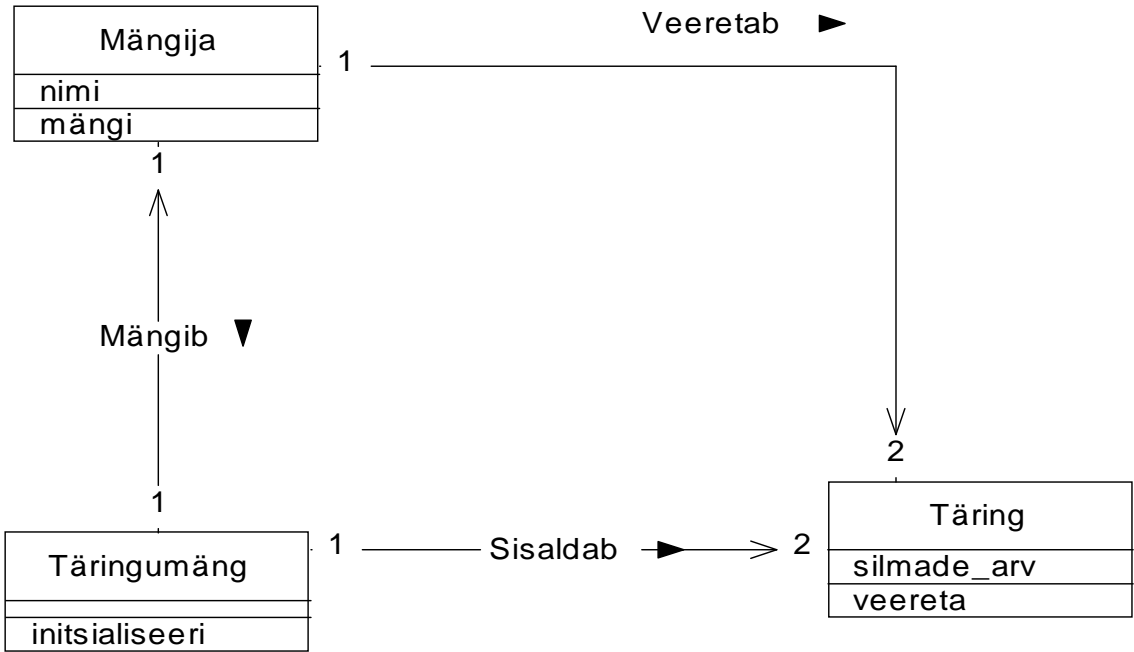 Veeretab
Mängija
1
nimi
mängi
1
Mängib
2
1
Täring
1
Sisaldab
2
Täringumäng
silmade_arv
veereta
initsialiseeri